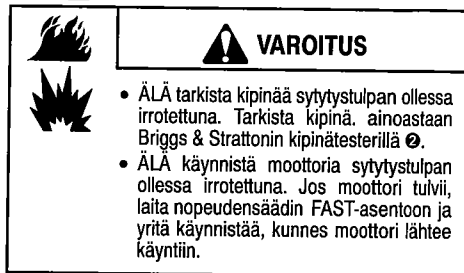 VAROITUS
• ÄLÄ tarkista kipinää sytytystulpan ollessa
irrotettuna. Tarkista kipinä. ainoastaan
Briggs & Strattonin kipinätesterillä ❷.
• ÄLÄ käynnistä moottoria sytytystulpan
ollessa irrotettuna. Jos moottori tulvii,
laita nopeudensäädin FAST-asentoon ja
yritä käynnistää, kunnes moottori lähtee
käyntiin.